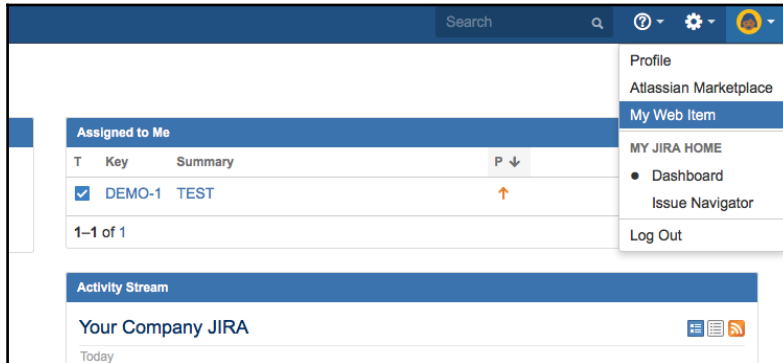 Search
Profile
Atlassian Marketplace
My Web Item
MY JIRA HOME
Dashboard
Issue Navigator
Log Out
Assigned to Me
T Key Summary P
DEMO-1 TEST
1–1 of 1
Activity Stream
Your Company JIRA
Today